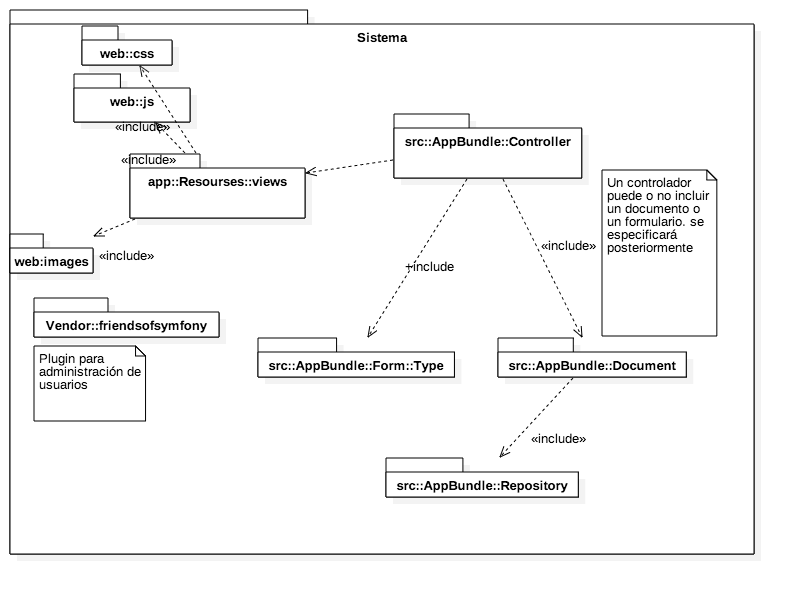 Sistema
web::css
web::js
«include»
«include»
app::Resourses::views
«include»
web:images
src::AppBundle::Controller
Un controlador
puede o no incluir
un documento o
un formulario. se
especificará
posteriormente
«include»
+include
Vendor::friendsofsymfony
Plugin para
administración de
usuarios
src::AppBundle::Form::Type
src::AppBundle::Document
«include»
src::AppBundle::Repository